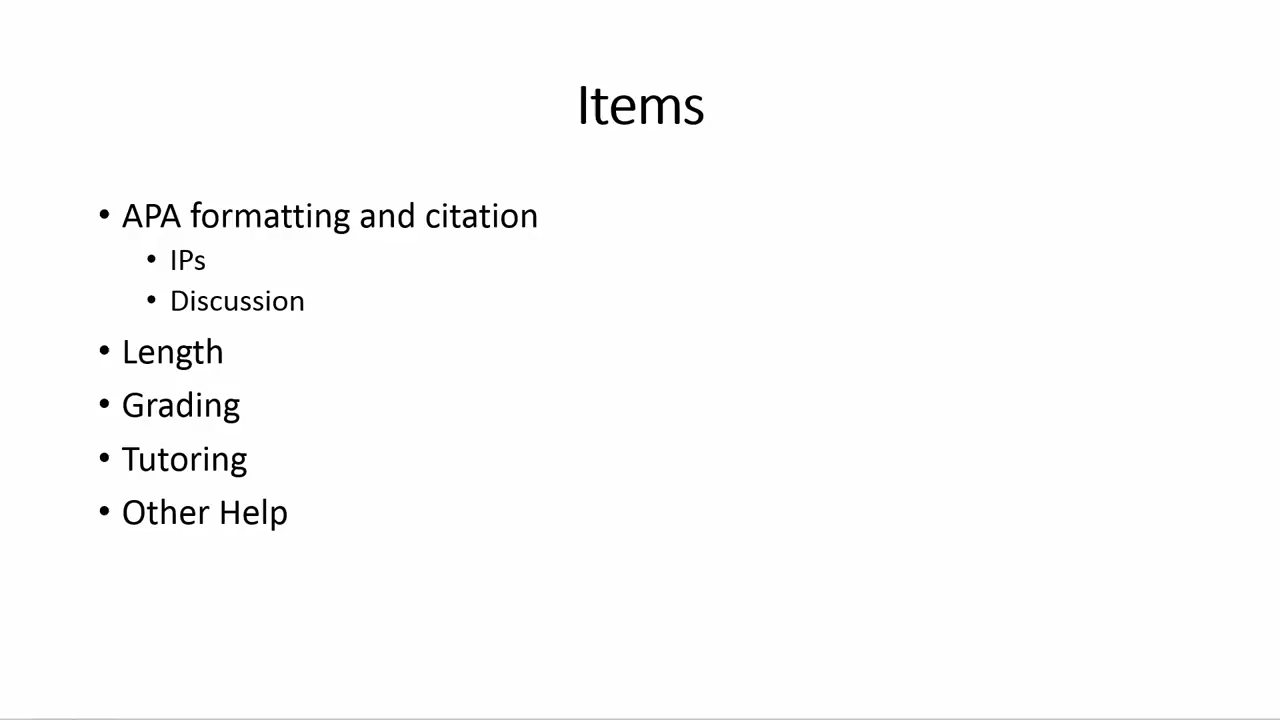 Items
• APA formatting and citation
• IPs
• Discussion
• Length
• Grading
• Tutoring
• Other Help